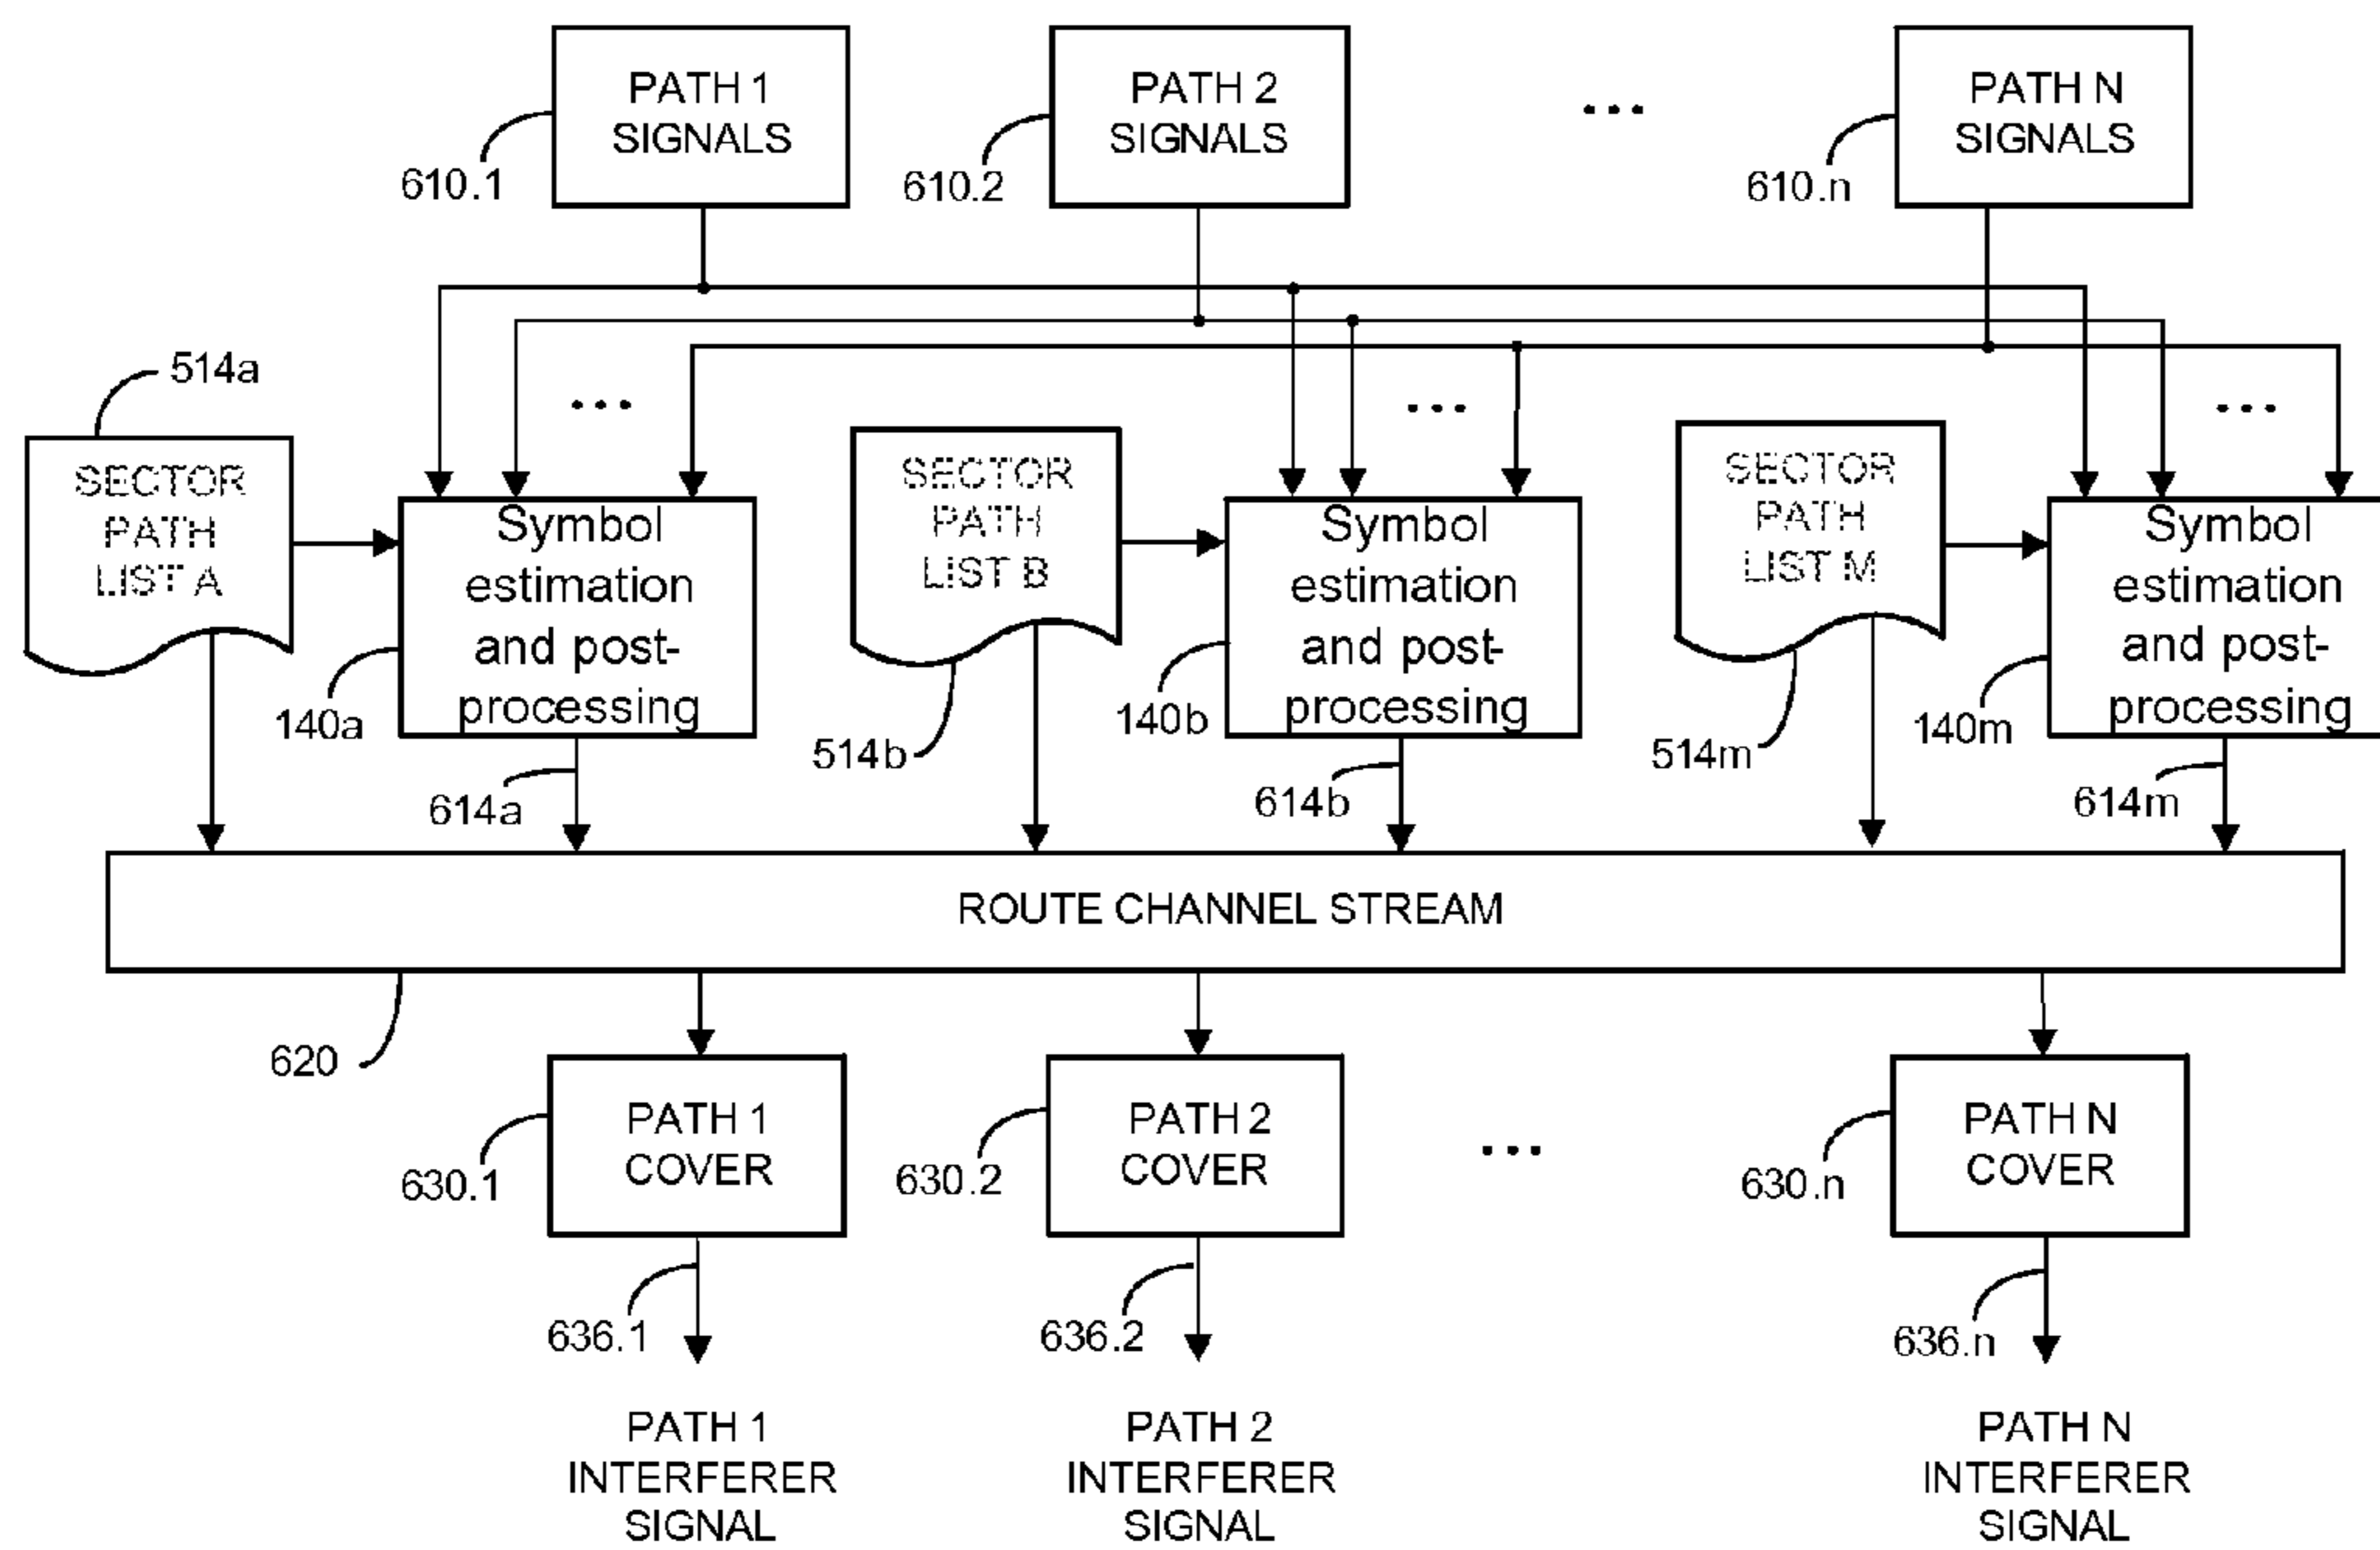 PATH 1
SIGNALS
610.1
PATH 2
SIGNALS
610.2
...
PATH N
SIGNALS
610.n
514a
...
...
...
SECTOR
PATH
LIST A
Symbol
estimation
and post-
processing
140a
614a
SECTOR
PATH
LIST B
514b
Symbol
estimation
and post-
processing
140b
614b
SECTOR
PATH
LIST M
514m
Symbol
estimation
and post-
processing
140m
614m
ROUTE CHANNEL STREAM
620
PATH 1
COVER
630.1
PATH 2
COVER
630.2
...
PATH N
COVER
630.n
636.1
636.2
636.n
PATH 1
INTERFERER
SIGNAL
PATH 2
INTERFERER
SIGNAL
PATH N
INTERFERER
SIGNAL